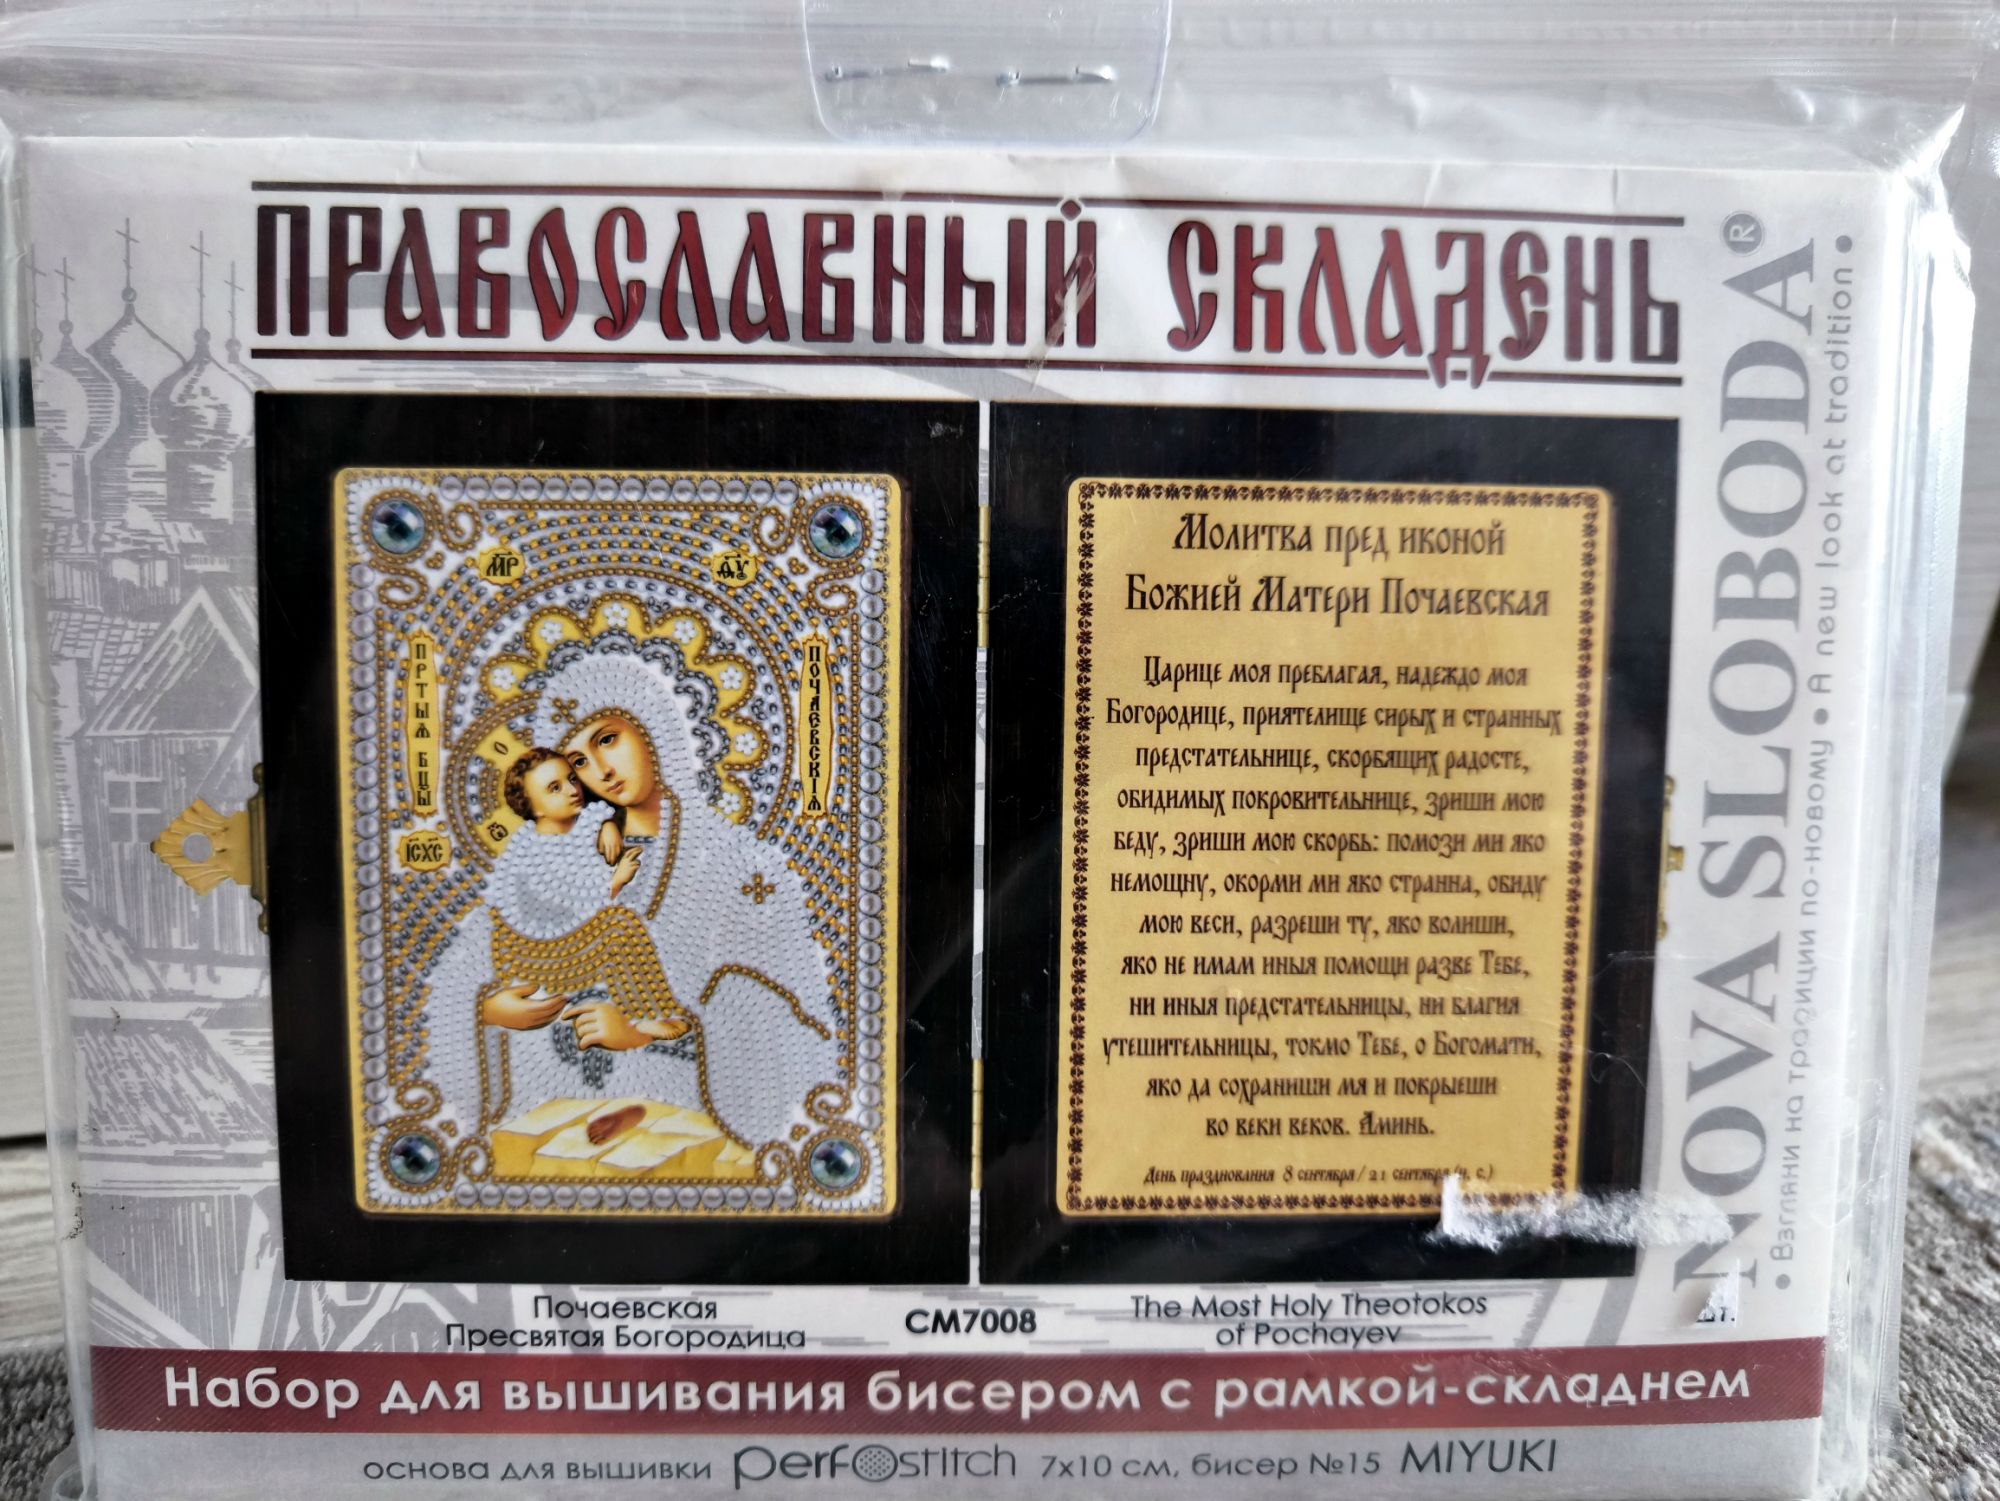 ПРАВОСЛАВНЫЙ СКЛАДЕНЬ
NOVA SLOBODA®
• Взгляни на традиции по-новому • A new look at tradition •
МР ѲУ
ПРТЫЯ БЦЫ
ПОЧАЕВСКІЯ
ІС ХС
Молитва пред иконой
Божией Матери Почаевская
Царице моя преблагая, надеждо моя
Богородице, приятелище сирых и странных
предстательнице, скорбящих радосте,
обидимых покровительнице, зриши мою
беду, зриши мою скорбь: помози ми яко
немощну, окорми ми яко странна, обиду
мою веси, разреши ту, яко волиши,
яко не имам иныя помощи разве Тебе,
ни иныя предстательницы, ни благия
утешительницы, токмо Тебе, о Богомати,
яко да сохраниши мя и покрыеши
во веки веков. Аминь.
День празднования 8 сентября / 21 сентября (н. с.)
Почаевская
Пресвятая Богородица
СМ7008
The Most Holy Theotokos
of Pochayev
Набор для вышивания бисером с рамкой-складнем
основа для вышивки perfostitch 7x10 см, бисер №15 MIYUKI